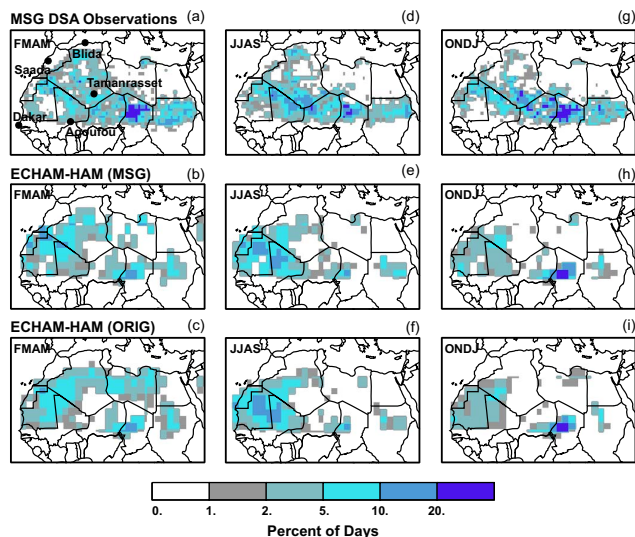 MSG DSA Observations (a) (d) (g)
FMAM JJAS ONDJ
Blida
Saada
Tamanrasset
Dakar
Agoufou
ECHAM-HAM (MSG) (b) (e) (h)
FMAM JJAS ONDJ
ECHAM-HAM (ORIG) (c) (f) (i)
FMAM JJAS ONDJ
0. 1. 2. 5. 10. 20.
Percent of Days